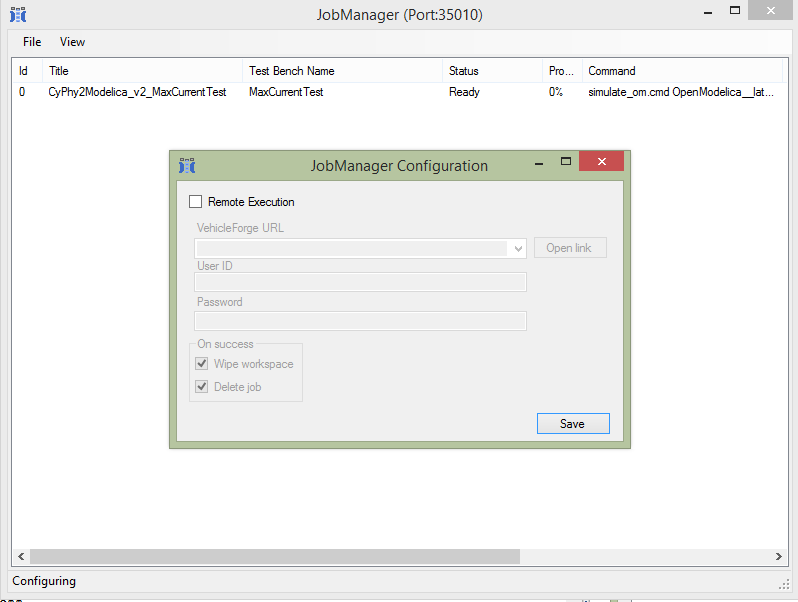 JobManager (Port:35010)
File View
Id Title Test Bench Name Status Pro... Command
0 CyPhy2Modelica_v2_MaxCurrentTest MaxCurrentTest Ready 0% simulate_om.cmd OpenModelica__lat...
JobManager Configuration
Remote Execution
VehicleForge URL
Open link
User ID
Password
On success
Wipe workspace
Delete job
Save
Configuring